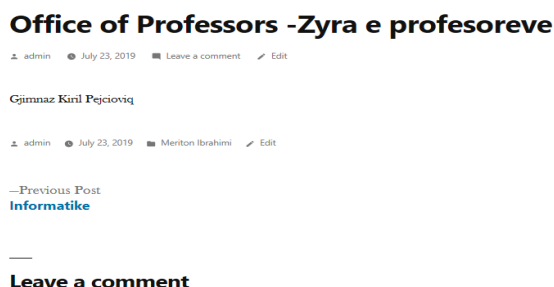 Office of Professors -Zyra e profesoreve
admin July 23, 2019 Leave a comment Edit
Gjimnaz Kiril Pejcioviq
admin July 23, 2019 Meriton Ibrahimi Edit
—Previous Post
Informatike
Leave a comment